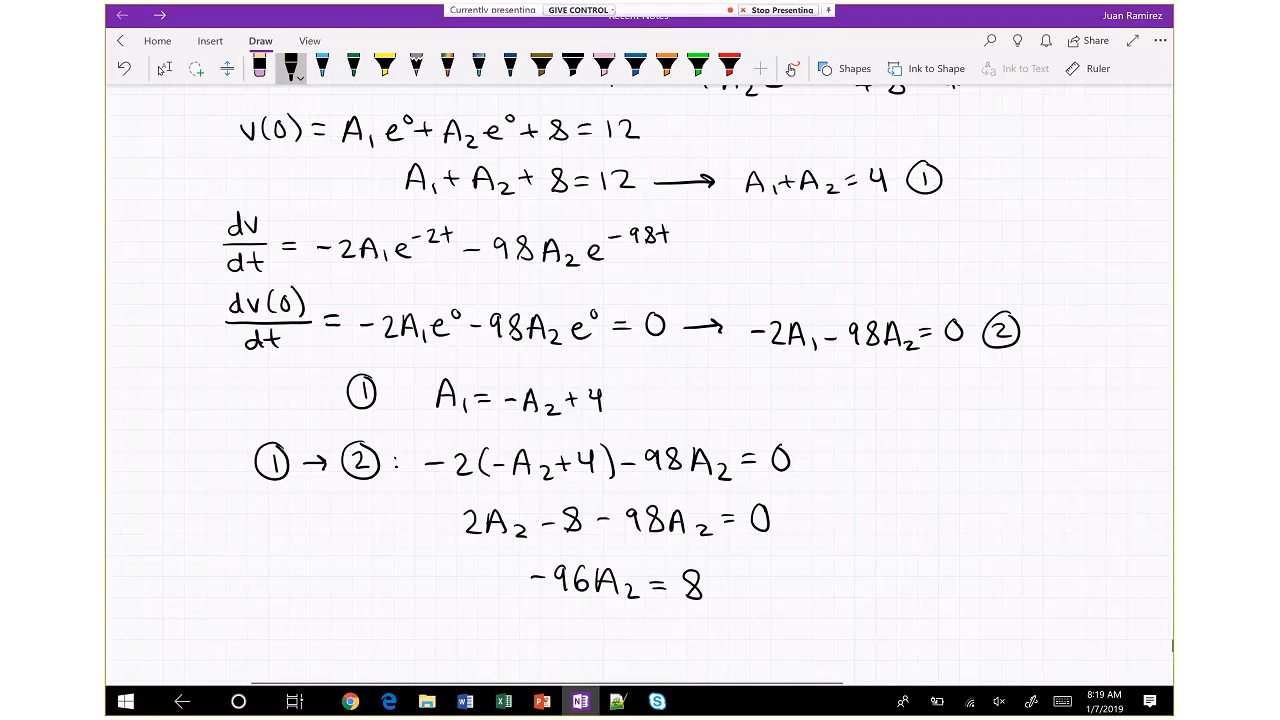 Currently presenting GIVE CONTROL Stop Presenting
Recent Notes
Juan Ramirez
Home Insert Draw View
Share
Shapes Ink to Shape Ink to Text Ruler
v(0) = A₁e⁰ + A₂e⁰ + 8 = 12
A₁ + A₂ + 8 = 12 → A₁ + A₂ = 4 ①
dv/dt = -2A₁e^(-2t) - 98A₂e^(-98t)
dv(0)/dt = -2A₁e⁰ - 98A₂e⁰ = 0 → -2A₁ - 98A₂ = 0 ②
① A₁ = -A₂ + 4
① → ② : -2(-A₂ + 4) - 98A₂ = 0
2A₂ - 8 - 98A₂ = 0
-96A₂ = 8
8:19 AM
1/7/2019